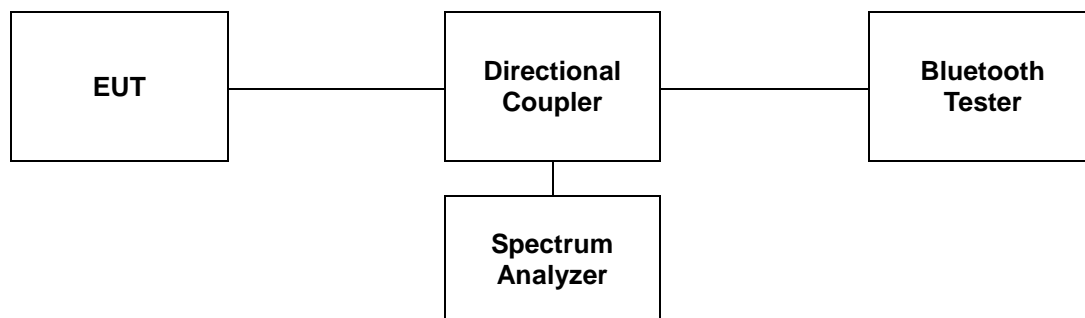 EUT
Directional
Coupler
Bluetooth
Tester
Spectrum
Analyzer